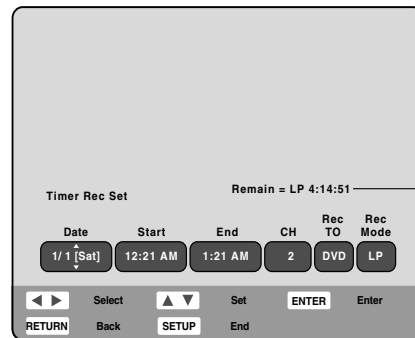 Remain = LP 4:14:51
Timer Rec Set
Date Start End CH Rec TO Rec Mode
1/ 1 [Sat] 12:21 AM 1:21 AM 2 DVD LP
◀ ▶ Select ▲ ▼ Set ENTER Enter
RETURN Back SETUP End